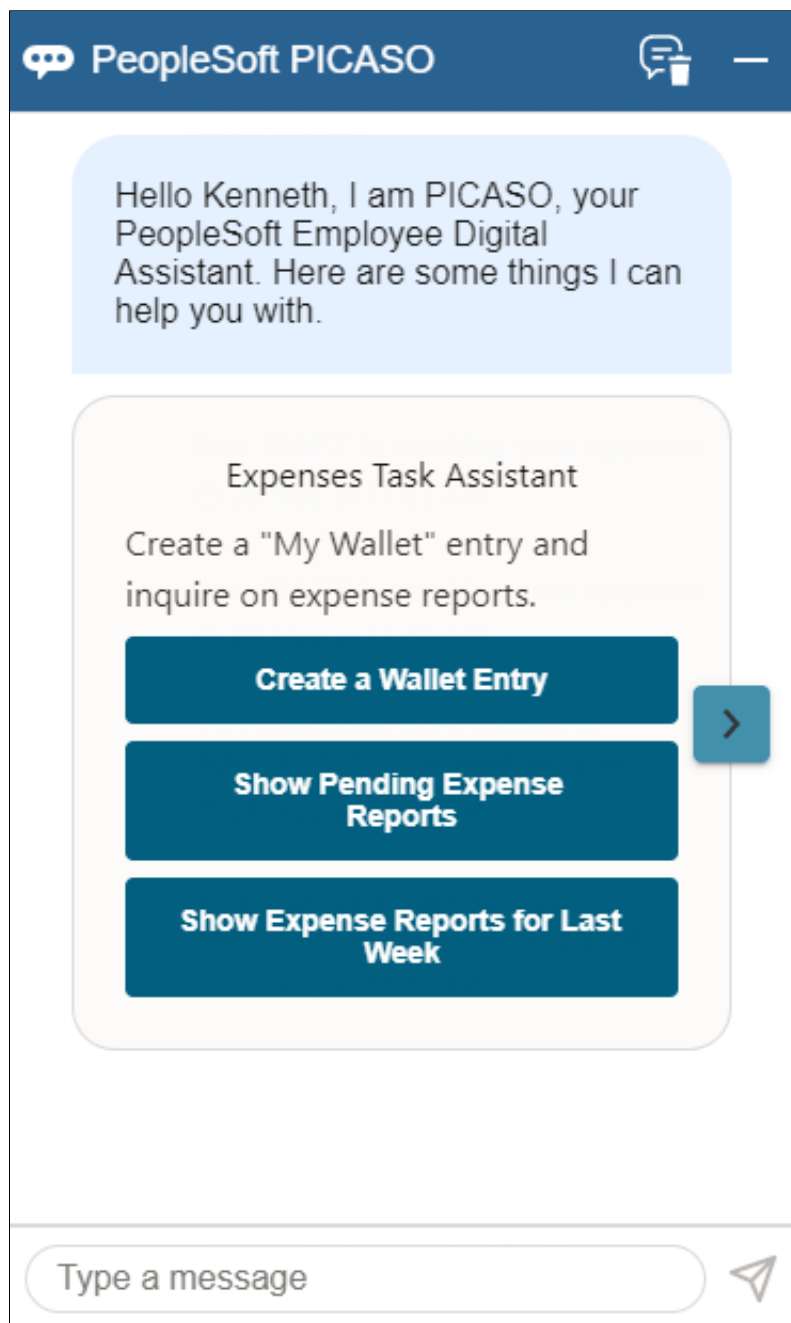 PeopleSoft PICASO
Hello Kenneth, I am PICASO, your
PeopleSoft Employee Digital
Assistant. Here are some things I can
help you with.
Expenses Task Assistant
Create a "My Wallet" entry and
inquire on expense reports.
Create a Wallet Entry
Show Pending Expense
Reports
Show Expense Reports for Last
Week
Type a message